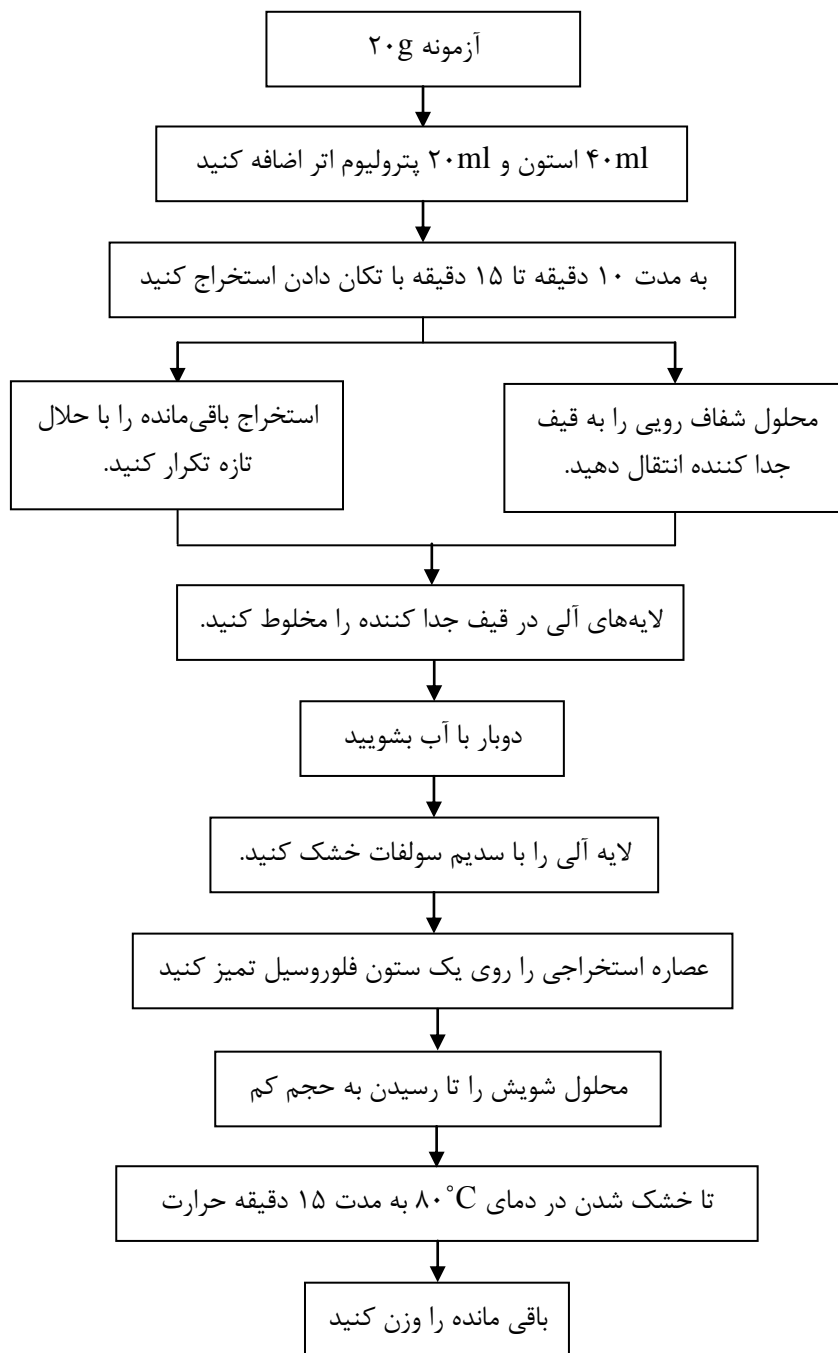 آزمونه ۲۰g
۴۰ml استون و ۲۰ml پترولیوم اتر اضافه کنید
به مدت ۱۰ دقیقه تا ۱۵ دقیقه با تکان دادن استخراج کنید
محلول شفاف رویی را به قیف
جدا کننده انتقال دهید.
استخراج باقی‌مانده را با حلال
تازه تکرار کنید.
لایه‌های آلی در قیف جدا کننده را مخلوط کنید.
دوبار با آب بشویید
لایه آلی را با سدیم سولفات خشک کنید.
عصاره استخراجی را روی یک ستون فلوروسیل تمیز کنید
محلول شویش را تا رسیدن به حجم کم
تا خشک شدن در دمای ۸۰˚C به مدت ۱۵ دقیقه حرارت
باقی مانده را وزن کنید